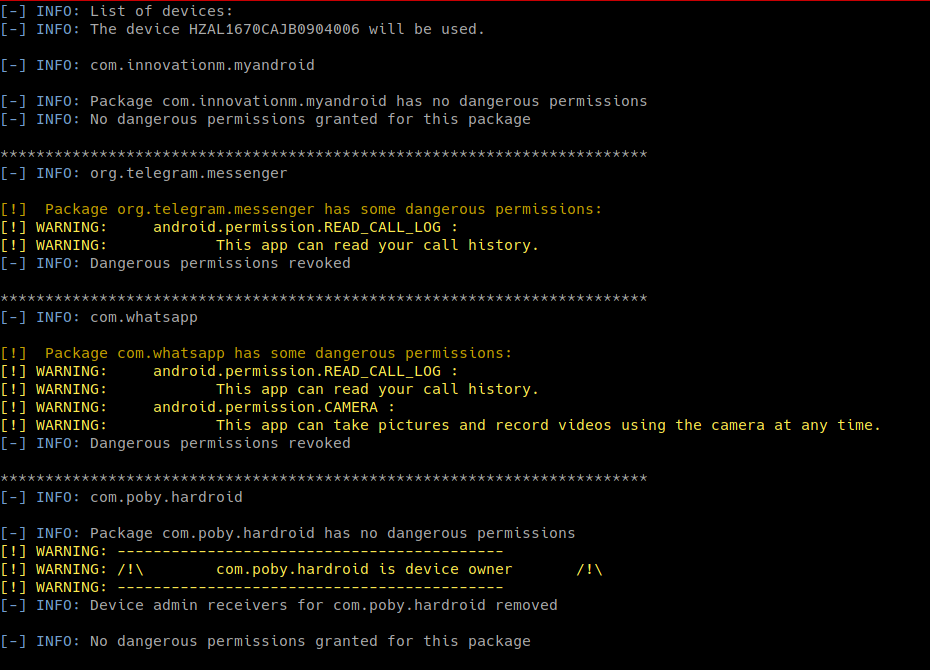 [-] INFO: List of devices:
[-] INFO: The device HZAL1670CAJB0904006 will be used.
[-] INFO: com.innovationm.myandroid
[-] INFO: Package com.innovationm.myandroid has no dangerous permissions
[-] INFO: No dangerous permissions granted for this package
************************************************************************
[-] INFO: org.telegram.messenger
[!]  Package org.telegram.messenger has some dangerous permissions:
[!] WARNING:     android.permission.READ_CALL_LOG :
[!] WARNING:            This app can read your call history.
[-] INFO: Dangerous permissions revoked
************************************************************************
[-] INFO: com.whatsapp
[!]  Package com.whatsapp has some dangerous permissions:
[!] WARNING:     android.permission.READ_CALL_LOG :
[!] WARNING:            This app can read your call history.
[!] WARNING:     android.permission.CAMERA :
[!] WARNING:            This app can take pictures and record videos using the camera at any time.
[-] INFO: Dangerous permissions revoked
************************************************************************
[-] INFO: com.poby.hardroid
[-] INFO: Package com.poby.hardroid has no dangerous permissions
[!] WARNING: -------------------------------------------
[!] WARNING: /!\        com.poby.hardroid is device owner       /!\
[!] WARNING: -------------------------------------------
[-] INFO: Device admin receivers for com.poby.hardroid removed
[-] INFO: No dangerous permissions granted for this package